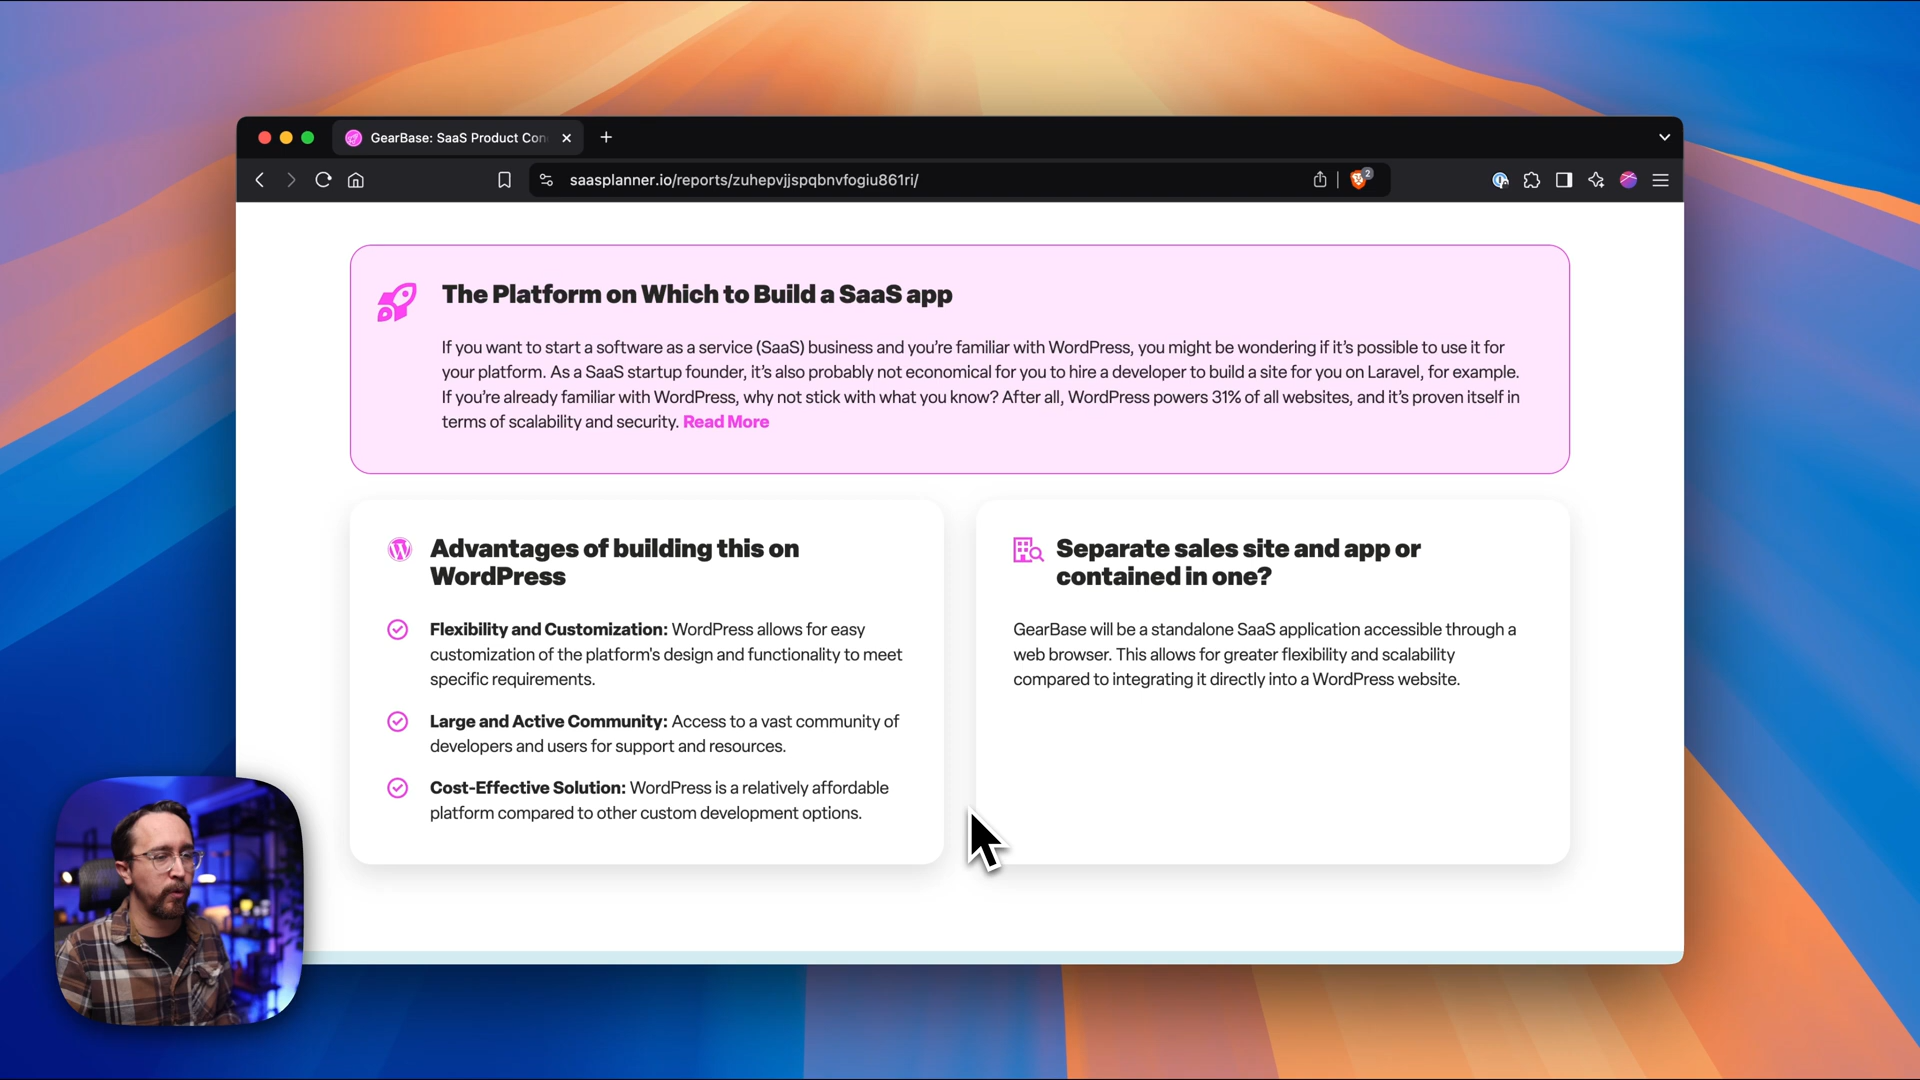 GearBase: SaaS Product Con
saasplanner.io/reports/zuhepvjjspqbnvfogiu861ri/
2
The Platform on Which to Build a SaaS app
If you want to start a software as a service (SaaS) business and you're familiar with WordPress, you might be wondering if it's possible to use it for
your platform. As a SaaS startup founder, it's also probably not economical for you to hire a developer to build a site for you on Laravel, for example.
If you're already familiar with WordPress, why not stick with what you know? After all, WordPress powers 31% of all websites, and it's proven itself in
terms of scalability and security. Read More
Advantages of building this on
WordPress
Flexibility and Customization: WordPress allows for easy
customization of the platform's design and functionality to meet
specific requirements.
Large and Active Community: Access to a vast community of
developers and users for support and resources.
Cost-Effective Solution: WordPress is a relatively affordable
platform compared to other custom development options.
Separate sales site and app or
contained in one?
GearBase will be a standalone SaaS application accessible through a
web browser. This allows for greater flexibility and scalability
compared to integrating it directly into a WordPress website.